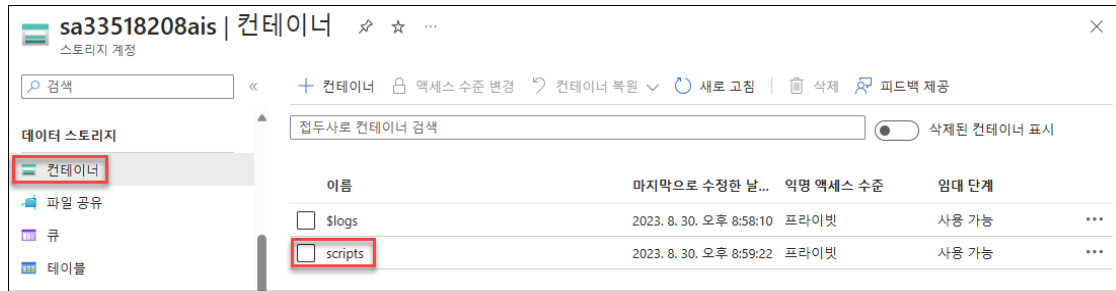 sa33518208ais | 컨테이너
스토리지 계정
검색
컨테이너 액세스 수준 변경 컨테이너 복원 새로 고침 삭제 피드백 제공
데이터 스토리지
컨테이너
파일 공유
큐
테이블
접두사로 컨테이너 검색 삭제된 컨테이너 표시
이름 마지막으로 수정한 날... 익명 액세스 수준 임대 단계
$logs 2023. 8. 30. 오후 8:58:10 프라이빗 사용 가능
scripts 2023. 8. 30. 오후 8:59:22 프라이빗 사용 가능